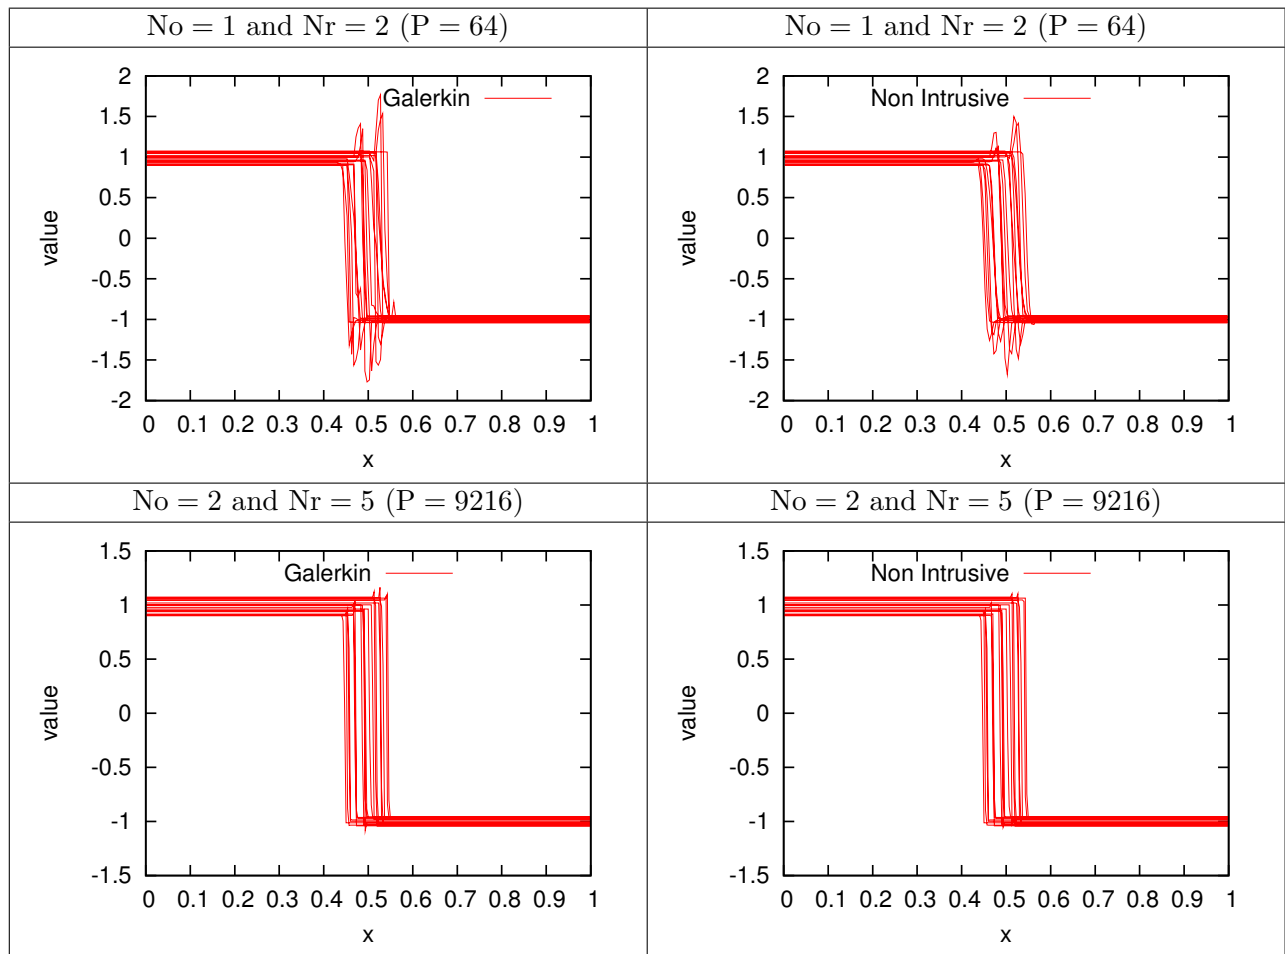 No = 1 and Nr = 2 (P = 64)
No = 1 and Nr = 2 (P = 64)
2
1.5
1
0.5
0
-0.5
-1
-1.5
-2
value
Galerkin
0 0.1 0.2 0.3 0.4 0.5 0.6 0.7 0.8 0.9 1
x
2
1.5
1
0.5
0
-0.5
-1
-1.5
-2
value
Non Intrusive
0 0.1 0.2 0.3 0.4 0.5 0.6 0.7 0.8 0.9 1
x
No = 2 and Nr = 5 (P = 9216)
No = 2 and Nr = 5 (P = 9216)
1.5
1
0.5
0
-0.5
-1
-1.5
value
Galerkin
0 0.1 0.2 0.3 0.4 0.5 0.6 0.7 0.8 0.9 1
x
1.5
1
0.5
0
-0.5
-1
-1.5
value
Non Intrusive
0 0.1 0.2 0.3 0.4 0.5 0.6 0.7 0.8 0.9 1
x